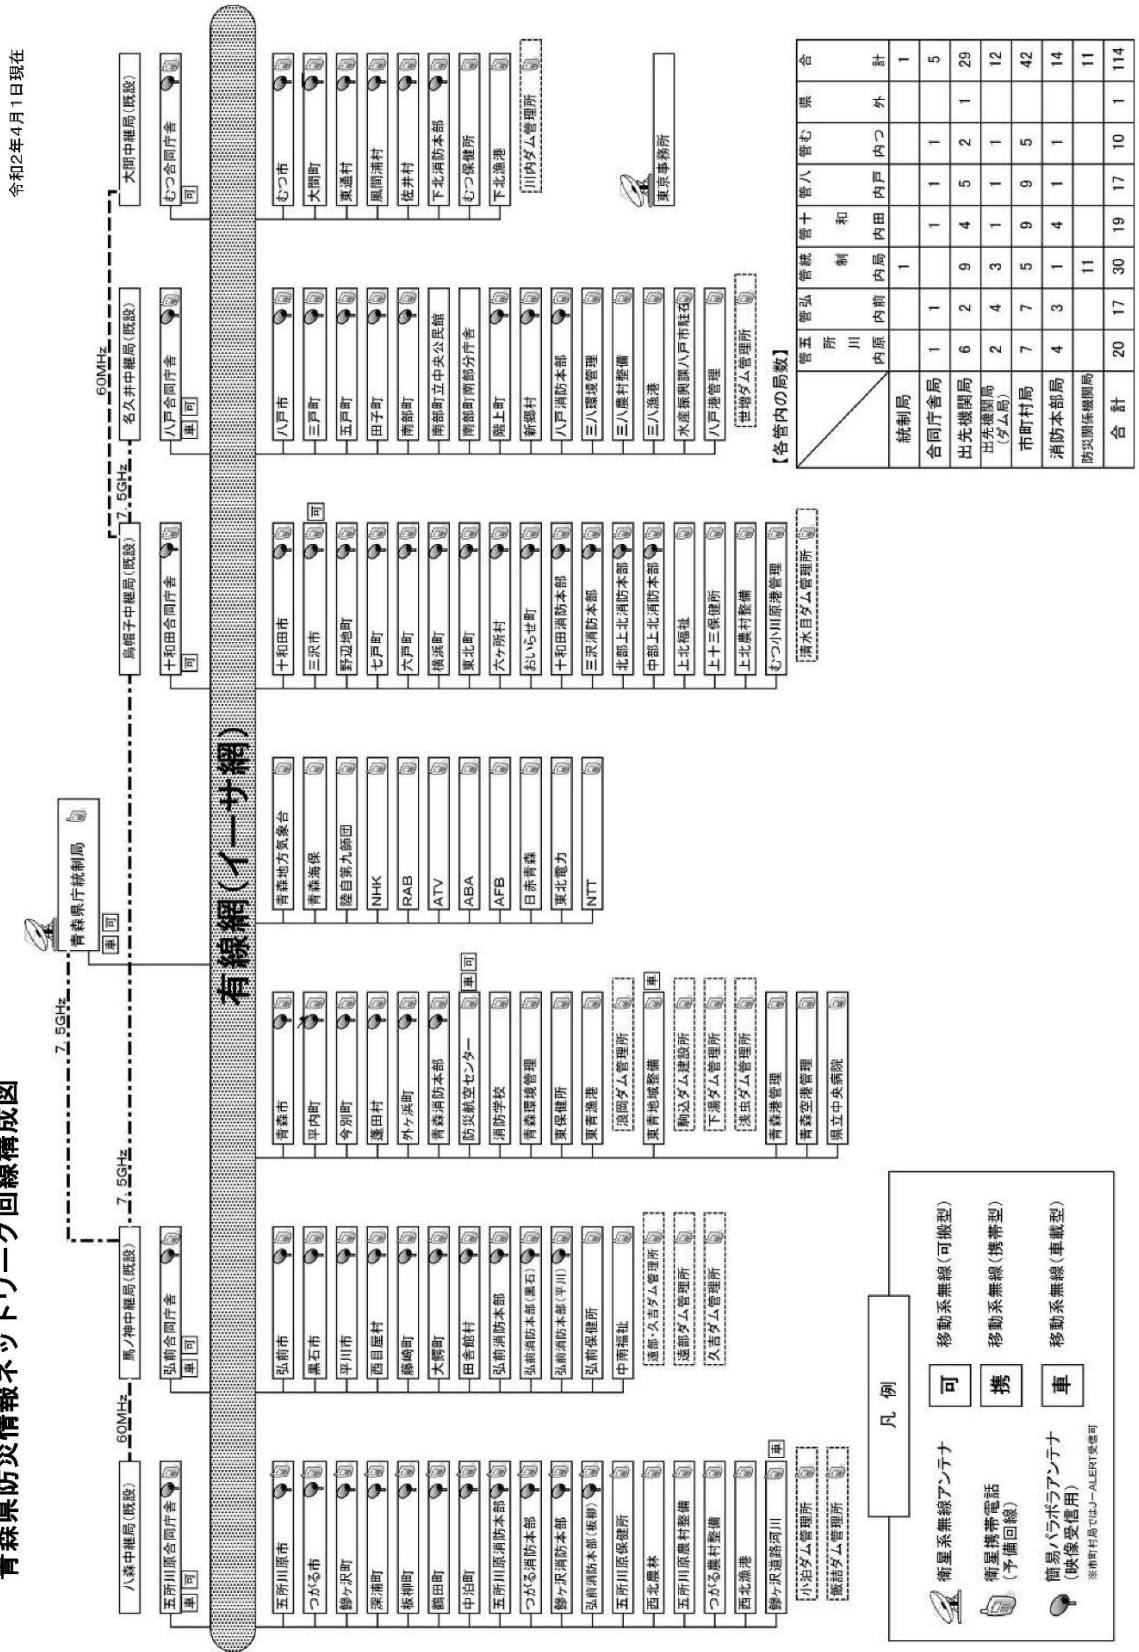 青森県防災情報ネットワーク回線構成図
令和2年4月1日現在
青森県庁統制局
車 可
7.5GHz
60MHz
7.5GHz
7.5GHz
60MHz
八森中継局(既設)
馬ノ神中継局(既設)
烏帽子中継局(既設)
名久井中継局(既設)
大間中継局(既設)
五所川原合同庁舎
車 可
弘前合同庁舎
車 可
十和田合同庁舎
可
八戸合同庁舎
車 可
むつ合同庁舎
可
有線網(イーサ網)
五所川原市
つがる市
鰺ヶ沢町
深浦町
板柳町
鶴田町
中泊町
五所川原消防本部
つがる消防本部
鰺ヶ沢消防本部
弘前消防本部(板柳)
五所川原保健所
西北農林
五所川原農村整備
つがる農村整備
西北漁港
鰺ヶ沢道路河川
車
小泊ダム管理所
飯詰ダム管理所
弘前市
黒石市
平川市
西目屋村
藤崎町
大鰐町
田舎館村
弘前消防本部
弘前消防本部(黒石)
弘前消防本部(平川)
弘前保健所
中南福祉
遠部・久吉ダム管理所
遠部ダム管理所
久吉ダム管理所
青森市
平内町
今別町
蓬田村
外ヶ浜町
青森消防本部
防災航空センター
車 可
消防学校
青森環境管理
東保健所
東青漁港
浪岡ダム管理所
東青地域整備
車
駒込ダム建設所
下湯ダム管理所
浅虫ダム管理所
青森港管理
青森空港管理
県立中央病院
青森地方気象台
青森海保
陸自第九師団
NHK
RAB
ATV
ABA
AFB
日赤青森
東北電力
NTT
十和田市
三沢市
可
野辺地町
七戸町
六戸町
横浜町
東北町
六ヶ所村
おいらせ町
十和田消防本部
三沢消防本部
北部上北消防本部
中部上北消防本部
上北福祉
上十三保健所
上北農村整備
むつ小川原港管理
清水目ダム管理所
八戸市
三戸町
五戸町
田子町
南部町
南部町立中央公民館
南部町南部分庁舎
階上町
新郷村
八戸消防本部
三八環境管理
三八農村整備
三八漁港
水産振興課八戸市駐在
八戸港管理
世増ダム管理所
むつ市
大間町
東通村
風間浦村
佐井村
下北消防本部
むつ保健所
下北漁港
川内ダム管理所
東京事務所
凡 例
衛星系無線アンテナ
可 移動系無線(可搬型)
衛星携帯電話
(予備回線)
携 移動系無線(携帯型)
簡易パラボラアンテナ
(映像受信用)
車 移動系無線(車載型)
※市町村局ではJ-ALERT受信可
【各管内の局数】
五所川原管内 弘前管内 統制局管内 十和田管内 八戸管内 むつ管内 県外 合計
統制局 1 1
合同庁舎局 1 1 1 1 1 5
出先機関局 6 2 9 4 5 2 1 29
出先機関局
(ダム局) 2 4 3 1 1 1 12
市町村局 7 7 5 9 9 5 42
消防本部局 4 3 1 4 1 1 14
防災関係機関局 11 11
合 計 20 17 30 19 17 10 1 114